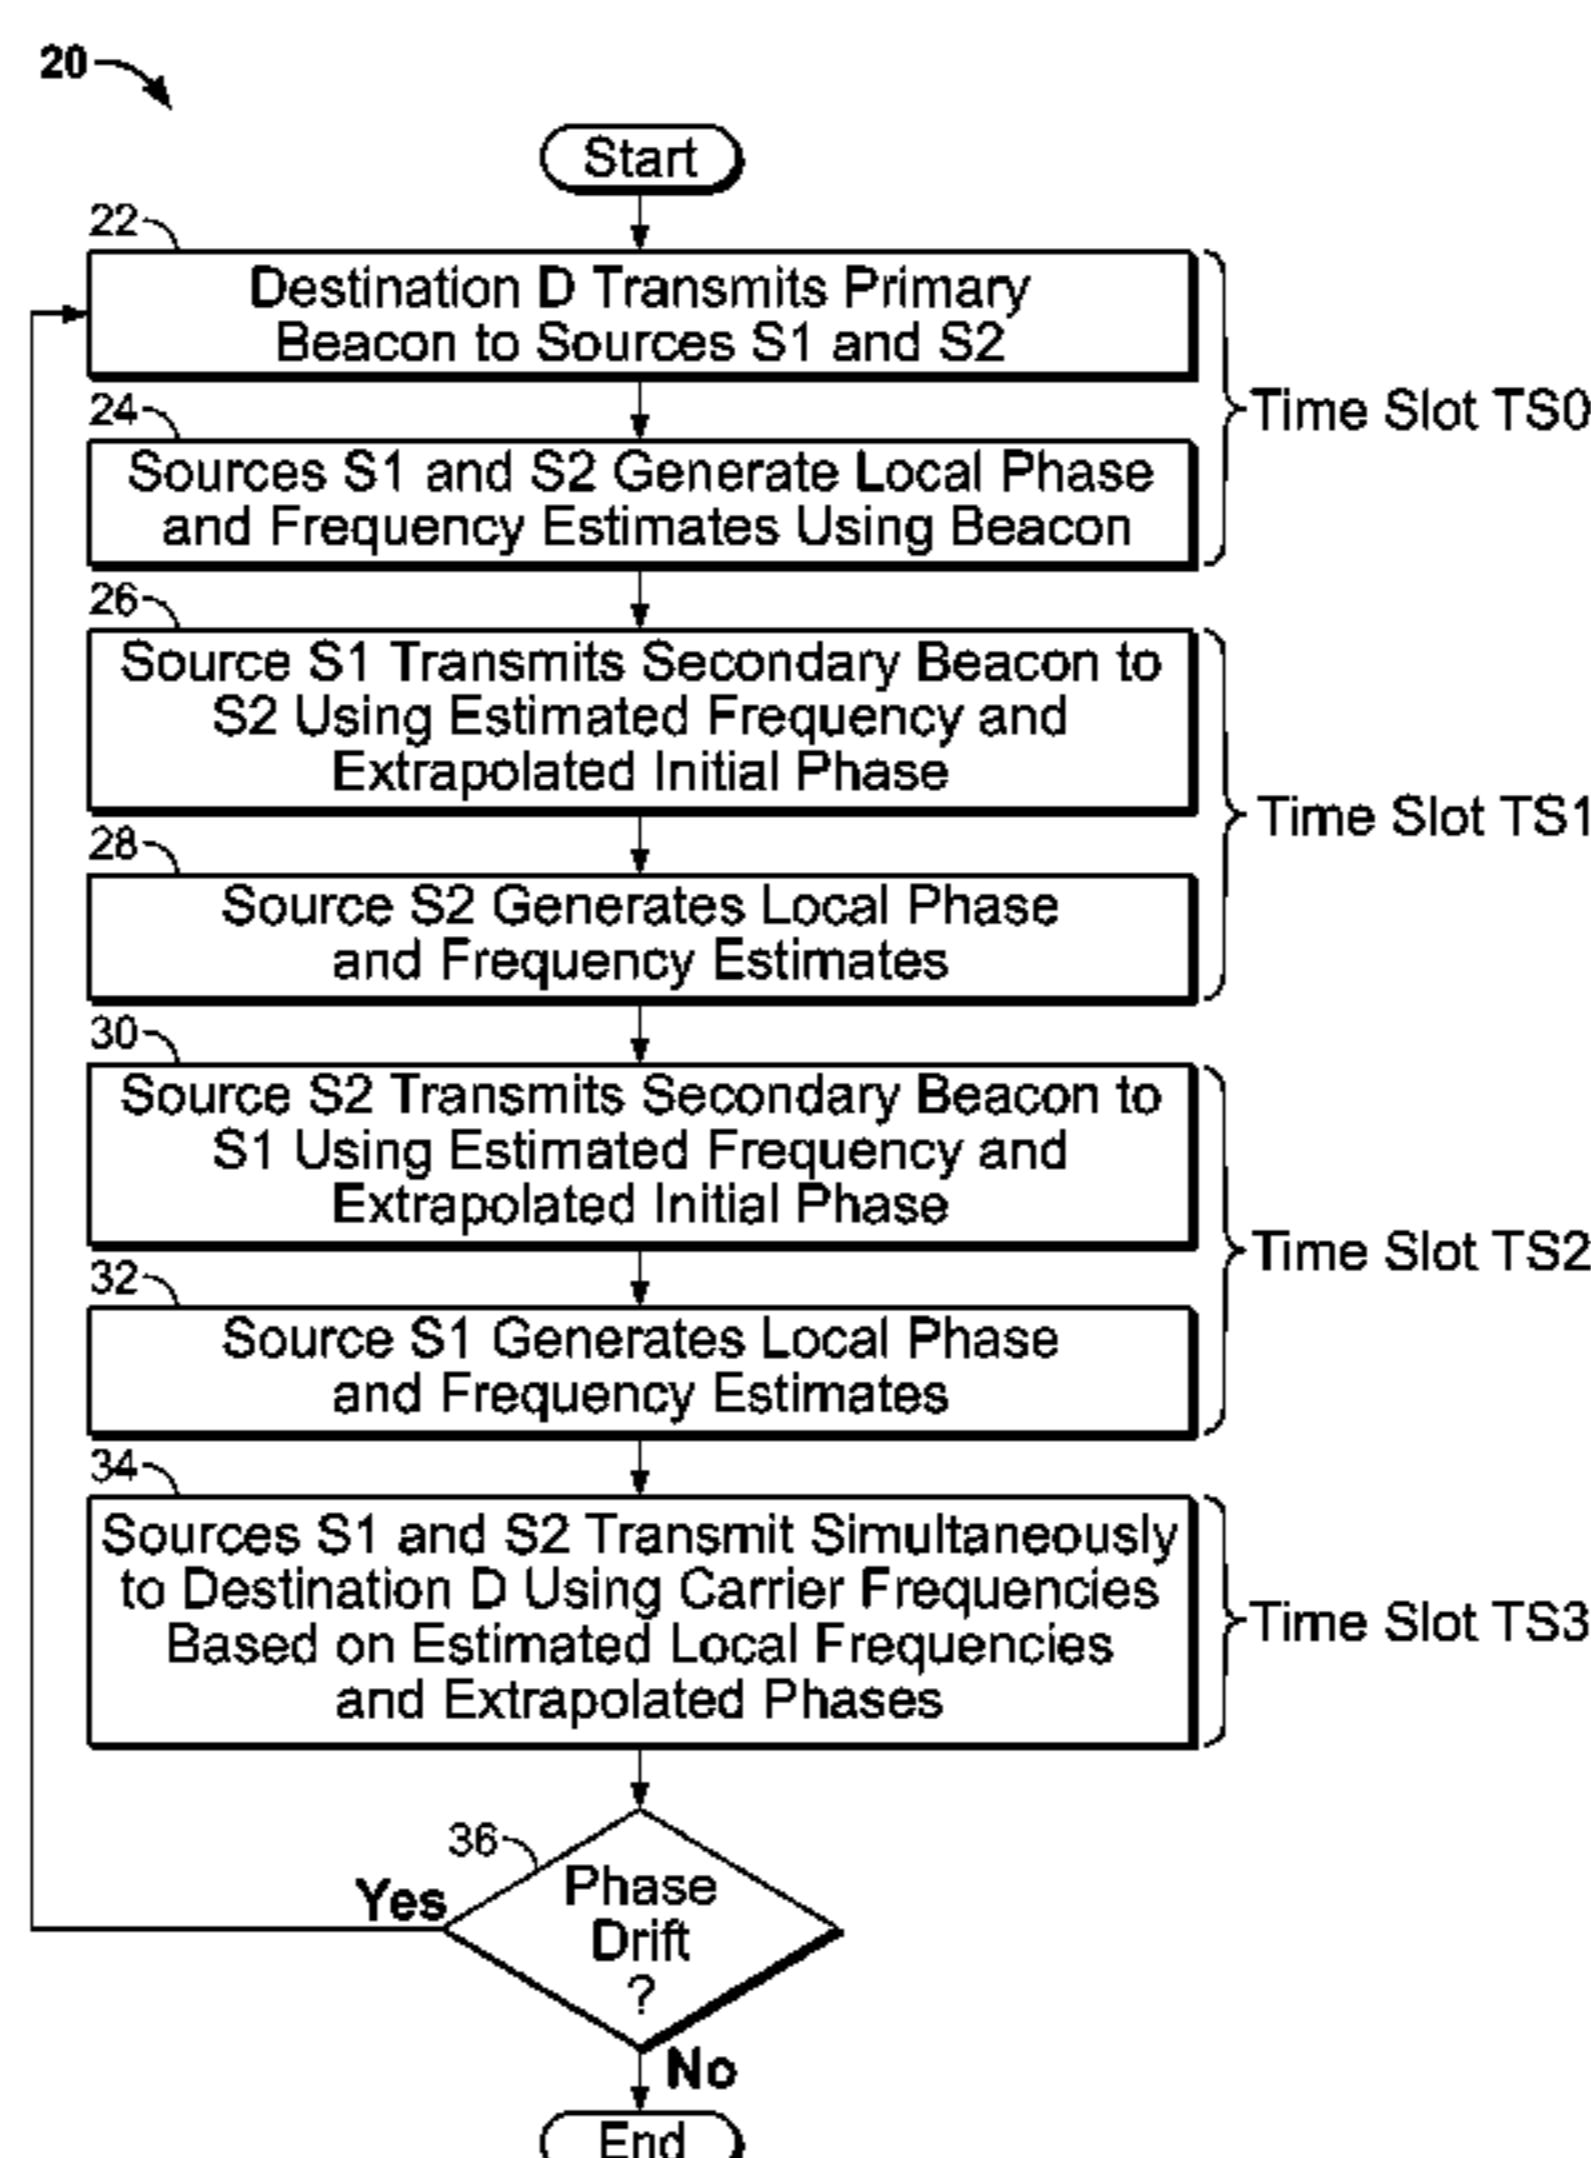 20
Start
22
Destination D Transmits Primary
Beacon to Sources S1 and S2
Time Slot TS0
24
Sources S1 and S2 Generate Local Phase
and Frequency Estimates Using Beacon
26
Source S1 Transmits Secondary Beacon to
S2 Using Estimated Frequency and
Extrapolated Initial Phase
Time Slot TS1
28
Source S2 Generates Local Phase
and Frequency Estimates
30
Source S2 Transmits Secondary Beacon to
S1 Using Estimated Frequency and
Extrapolated Initial Phase
Time Slot TS2
32
Source S1 Generates Local Phase
and Frequency Estimates
34
Sources S1 and S2 Transmit Simultaneously
to Destination D Using Carrier Frequencies
Based on Estimated Local Frequencies
and Extrapolated Phases
Time Slot TS3
36
Phase
Drift
?
Yes
No
End